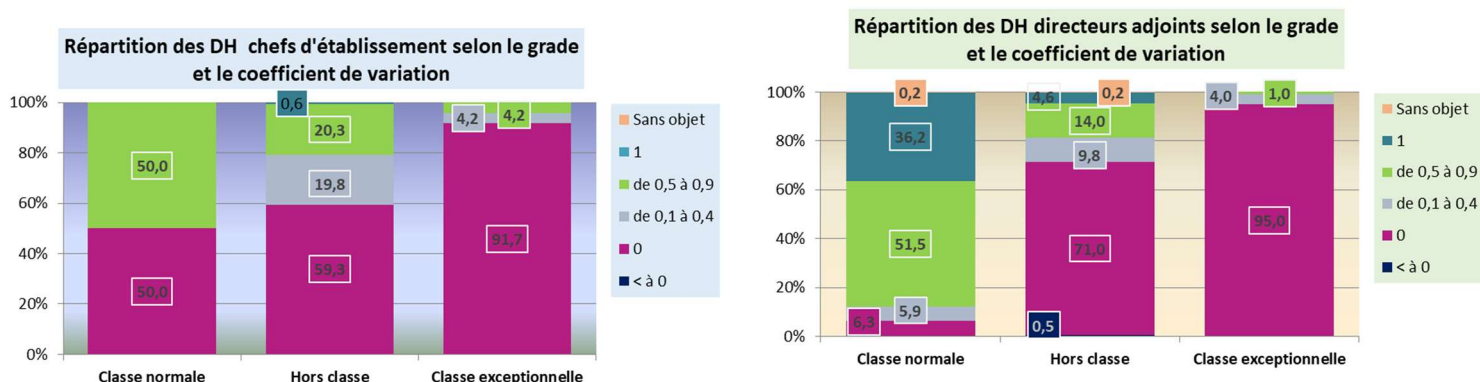 Répartition des DH chefs d'établissement selon le grade
et le coefficient de variation
100%
80%
60%
40%
20%
0%
50,0
50,0
0,6
20,3
19,8
59,3
4,2
4,2
91,7
Classe normale
Hors classe
Classe exceptionnelle
Sans objet
1
de 0,5 à 0,9
de 0,1 à 0,4
0
< à 0
Répartition des DH directeurs adjoints selon le grade
et le coefficient de variation
100%
80%
60%
40%
20%
0%
0,2
36,2
51,5
5,9
6,3
4,6
0,2
14,0
9,8
71,0
0,5
4,0
1,0
95,0
Classe normale
Hors classe
Classe exceptionnelle
Sans objet
1
de 0,5 à 0,9
de 0,1 à 0,4
0
< à 0